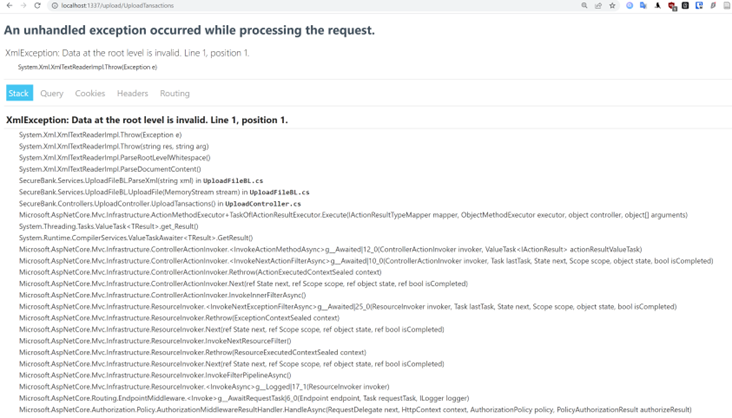 localhost:1337/upload/UploadTansactions
An unhandled exception occurred while processing the request.
XmlException: Data at the root level is invalid. Line 1, position 1.
System.Xml.XmlTextReaderImpl.Throw(Exception e)
Stack Query Cookies Headers Routing
XmlException: Data at the root level is invalid. Line 1, position 1.
System.Xml.XmlTextReaderImpl.Throw(Exception e)
System.Xml.XmlTextReaderImpl.Throw(string res, string arg)
System.Xml.XmlTextReaderImpl.ParseRootLevelWhitespace()
System.Xml.XmlTextReaderImpl.ParseDocumentContent()
SecureBank.Services.UploadFileBL.ParseXml(string xml) in UploadFileBL.cs
SecureBank.Services.UploadFileBL.UploadFile(MemoryStream stream) in UploadFileBL.cs
SecureBank.Controllers.UploadController.UploadTansactions() in UploadController.cs
Microsoft.AspNetCore.Mvc.Infrastructure.ActionMethodExecutor+TaskOfIActionResultExecutor.Execute(IActionResultTypeMapper mapper, ObjectMethodExecutor executor, object controller, object[] arguments)
System.Threading.Tasks.ValueTask<TResult>.get_Result()
System.Runtime.CompilerServices.ValueTaskAwaiter<TResult>.GetResult()
Microsoft.AspNetCore.Mvc.Infrastructure.ControllerActionInvoker.<InvokeActionMethodAsync>g__Awaited|12_0(ControllerActionInvoker invoker, ValueTask<IActionResult> actionResultValueTask)
Microsoft.AspNetCore.Mvc.Infrastructure.ControllerActionInvoker.<InvokeNextActionFilterAsync>g__Awaited|10_0(ControllerActionInvoker invoker, Task lastTask, State next, Scope scope, object state, bool isCompleted)
Microsoft.AspNetCore.Mvc.Infrastructure.ControllerActionInvoker.Rethrow(ActionExecutedContextSealed context)
Microsoft.AspNetCore.Mvc.Infrastructure.ControllerActionInvoker.Next(ref State next, ref Scope scope, ref object state, ref bool isCompleted)
Microsoft.AspNetCore.Mvc.Infrastructure.ControllerActionInvoker.InvokeInnerFilterAsync()
Microsoft.AspNetCore.Mvc.Infrastructure.ResourceInvoker.<InvokeNextExceptionFilterAsync>g__Awaited|25_0(ResourceInvoker invoker, Task lastTask, State next, Scope scope, object state, bool isCompleted)
Microsoft.AspNetCore.Mvc.Infrastructure.ResourceInvoker.Rethrow(ExceptionContextSealed context)
Microsoft.AspNetCore.Mvc.Infrastructure.ResourceInvoker.Next(ref State next, ref Scope scope, ref object state, ref bool isCompleted)
Microsoft.AspNetCore.Mvc.Infrastructure.ResourceInvoker.InvokeNextResourceFilter()
Microsoft.AspNetCore.Mvc.Infrastructure.ResourceInvoker.Rethrow(ResourceExecutedContextSealed context)
Microsoft.AspNetCore.Mvc.Infrastructure.ResourceInvoker.Next(ref State next, ref Scope scope, ref object state, ref bool isCompleted)
Microsoft.AspNetCore.Mvc.Infrastructure.ResourceInvoker.InvokeFilterPipelineAsync()
Microsoft.AspNetCore.Mvc.Infrastructure.ResourceInvoker.<InvokeAsync>g__Logged|17_1(ResourceInvoker invoker)
Microsoft.AspNetCore.Routing.EndpointMiddleware.<Invoke>g__AwaitRequestTask|6_0(Endpoint endpoint, Task requestTask, ILogger logger)
Microsoft.AspNetCore.Authorization.Policy.AuthorizationMiddlewareResultHandler.HandleAsync(RequestDelegate next, HttpContext context, AuthorizationPolicy policy, PolicyAuthorizationResult authorizeResult)